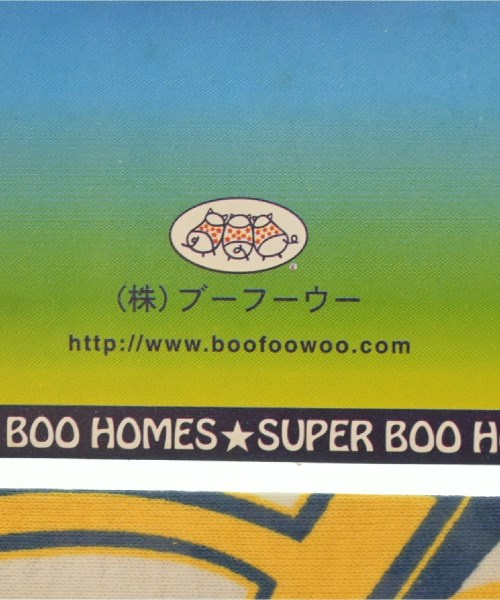 (株)ブーフーウー
http://www.boofoowoo.com
BOO HOMES★SUPER BOO H